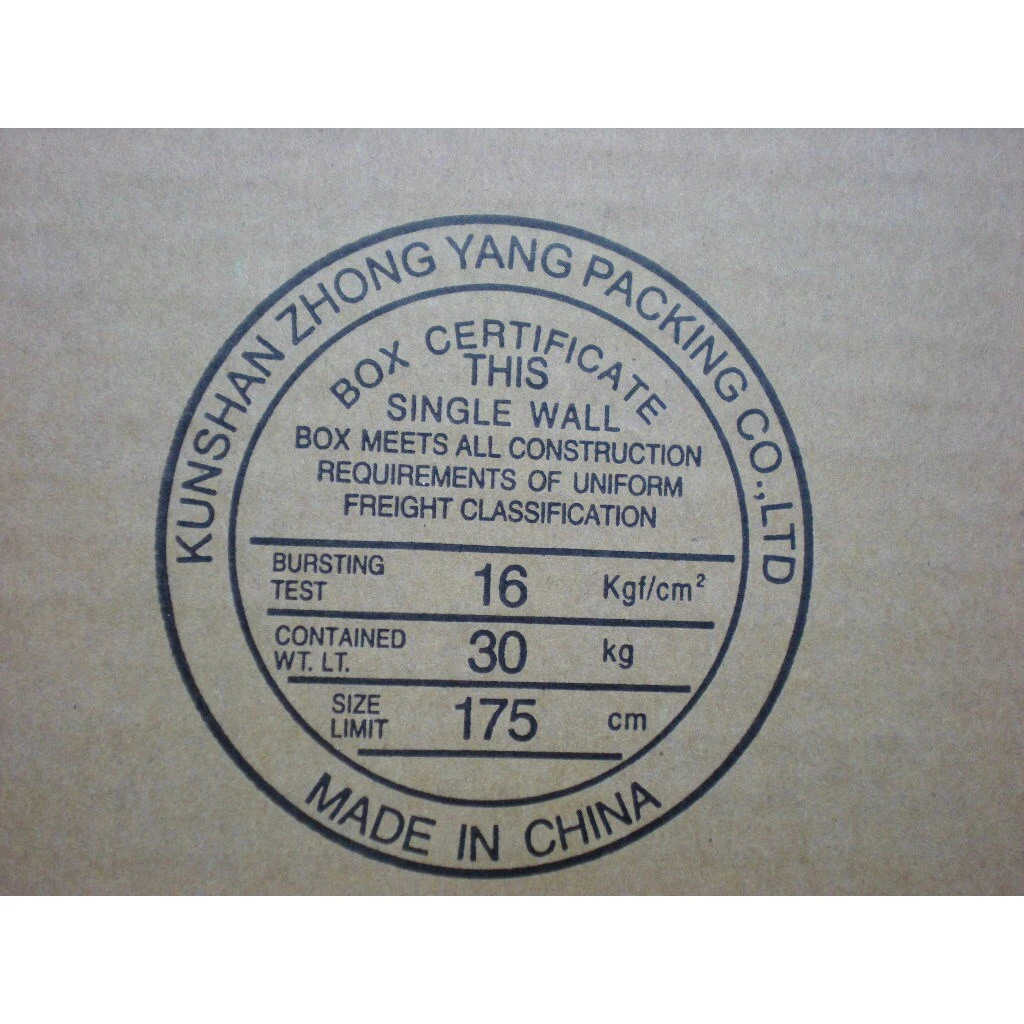 KUNSHAN ZHONG YANG PACKING CO.,LTD
BOX CERTIFICATE
THIS
SINGLE WALL
BOX MEETS ALL CONSTRUCTION
REQUIREMENTS OF UNIFORM
FREIGHT CLASSIFICATION
BURSTING
TEST
16 Kgf/cm²
CONTAINED
WT. LT.
30 kg
SIZE
LIMIT
175 cm
MADE IN CHINA